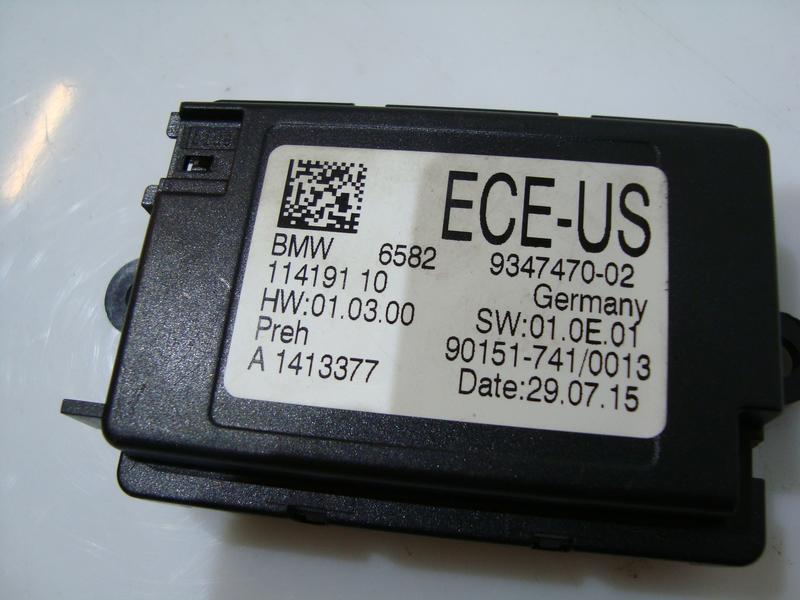 ECE-US
BMW 6582 9347470-02
114191 10 Germany
HW:01.03.00 SW:01.0E.01
Preh 90151-741/0013
A 1413377 Date:29.07.15